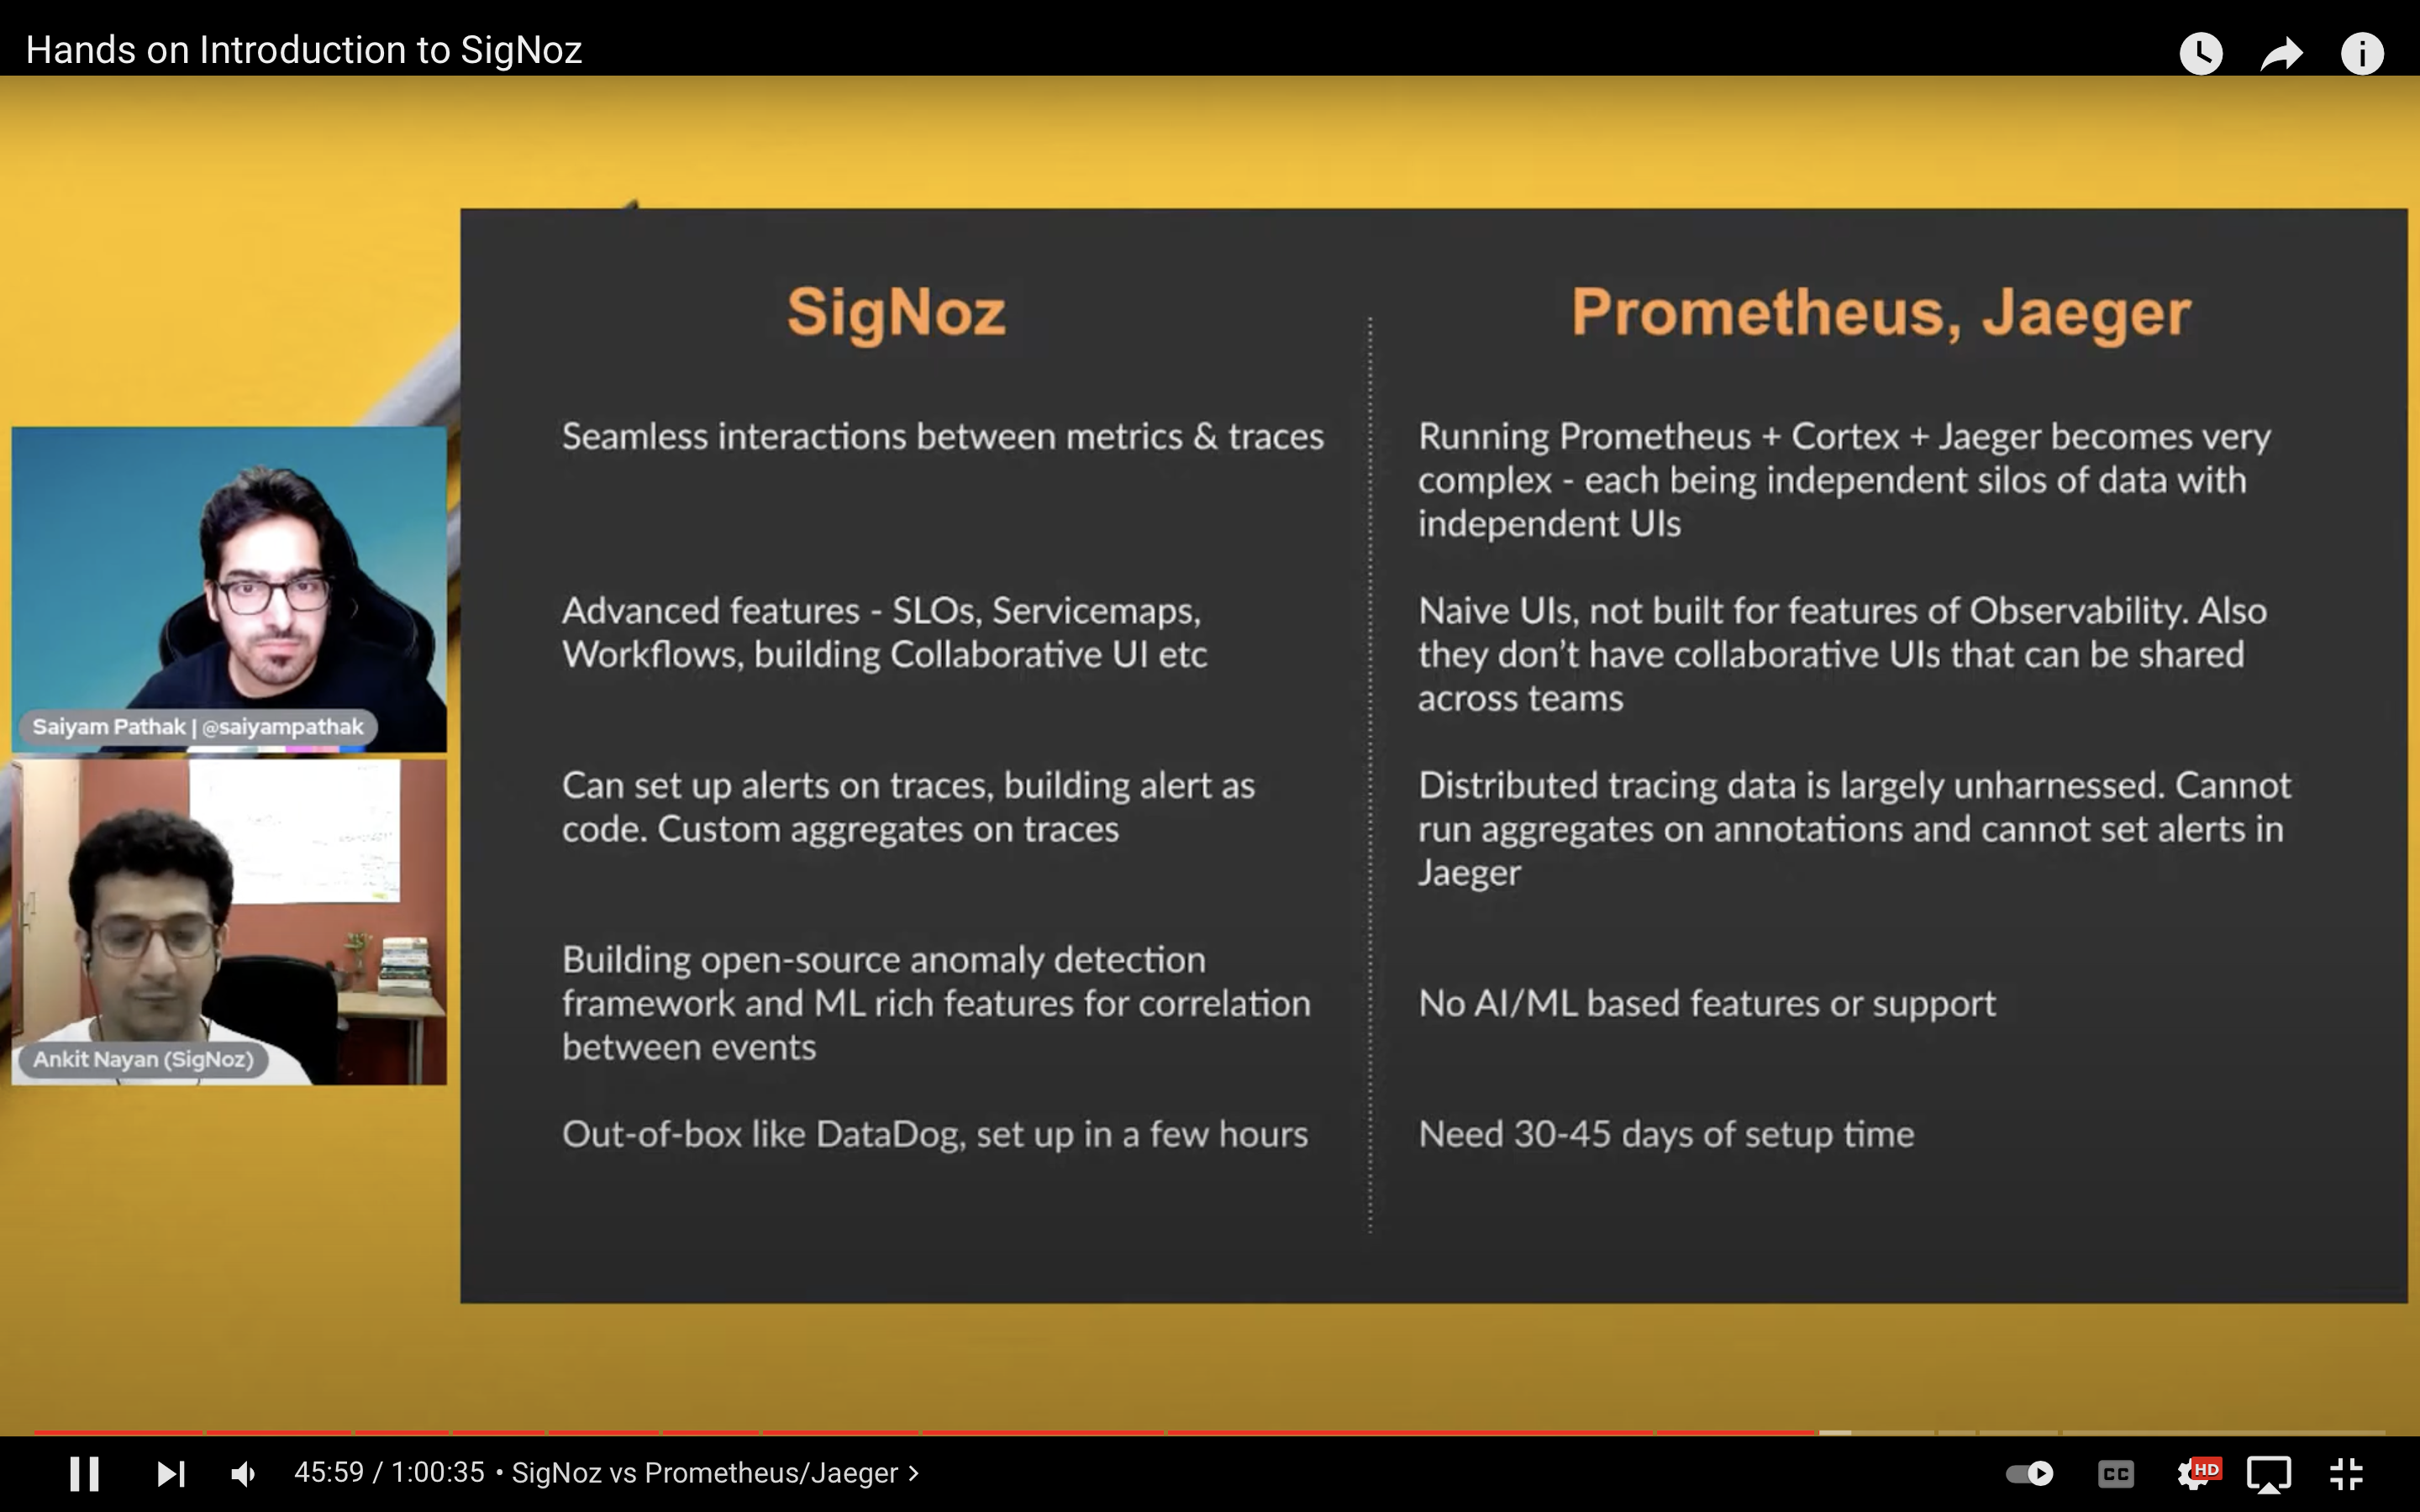 Hands on Introduction to SigNoz
SigNoz
Prometheus, Jaeger
Seamless interactions between metrics & traces
Running Prometheus + Cortex + Jaeger becomes very
complex - each being independent silos of data with
independent UIs
Advanced features - SLOs, Servicemaps,
Workflows, building Collaborative UI etc
Naive UIs, not built for features of Observability. Also
they don't have collaborative UIs that can be shared
across teams
Can set up alerts on traces, building alert as
code. Custom aggregates on traces
Distributed tracing data is largely unharnessed. Cannot
run aggregates on annotations and cannot set alerts in
Jaeger
Building open-source anomaly detection
framework and ML rich features for correlation
between events
No AI/ML based features or support
Out-of-box like DataDog, set up in a few hours
Need 30-45 days of setup time
Saiyam Pathak | @saiyampathak
Ankit Nayan (SigNoz)
45:59 / 1:00:35 • SigNoz vs Prometheus/Jaeger >
CC
HD